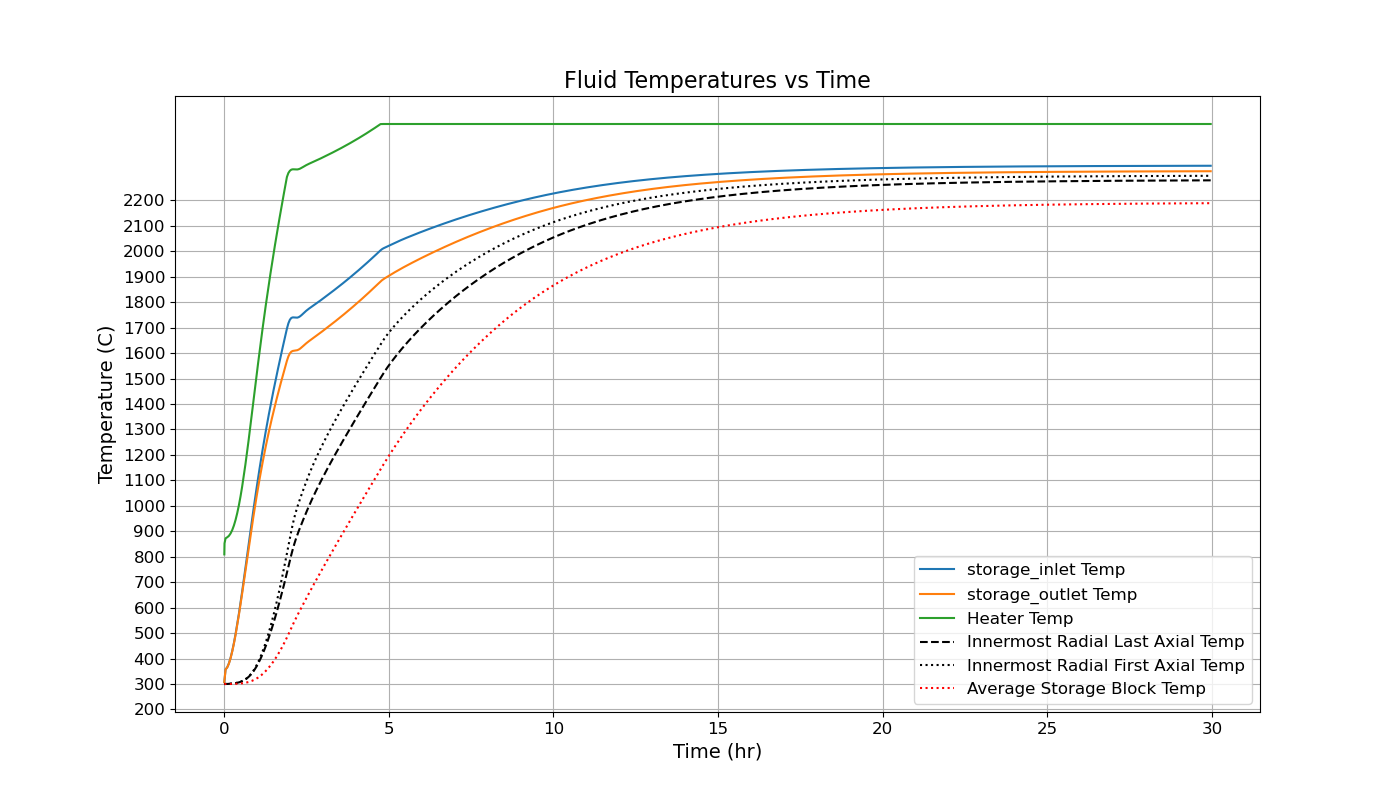 Fluid Temperatures vs Time
Temperature (C)
2200
2100
2000
1900
1800
1700
1600
1500
1400
1300
1200
1100
1000
900
800
700
600
500
400
300
200
storage_inlet Temp
storage_outlet Temp
Heater Temp
Innermost Radial Last Axial Temp
Innermost Radial First Axial Temp
Average Storage Block Temp
0 5 10 15 20 25 30
Time (hr)